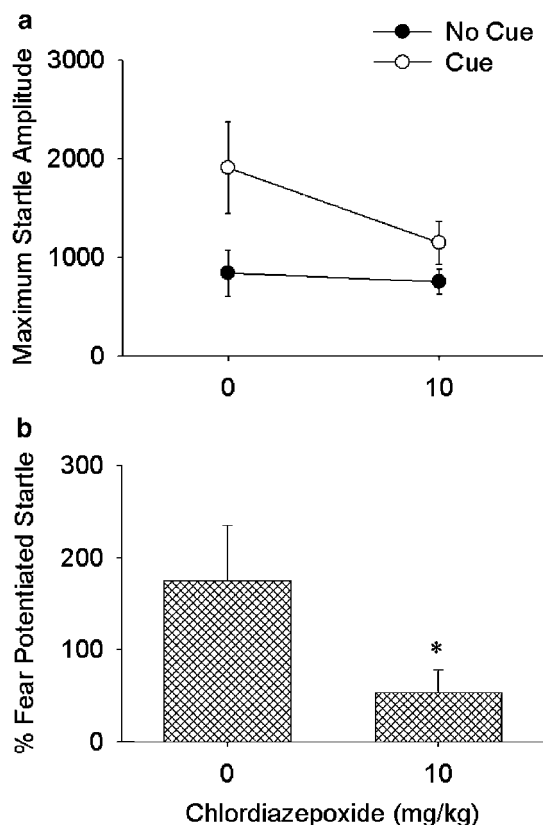 a
No Cue
Cue
Maximum Startle Amplitude
3000
2000
1000
0
0 10
b
% Fear Potentiated Startle
300
200
100
0
*
0 10
Chlordiazepoxide (mg/kg)